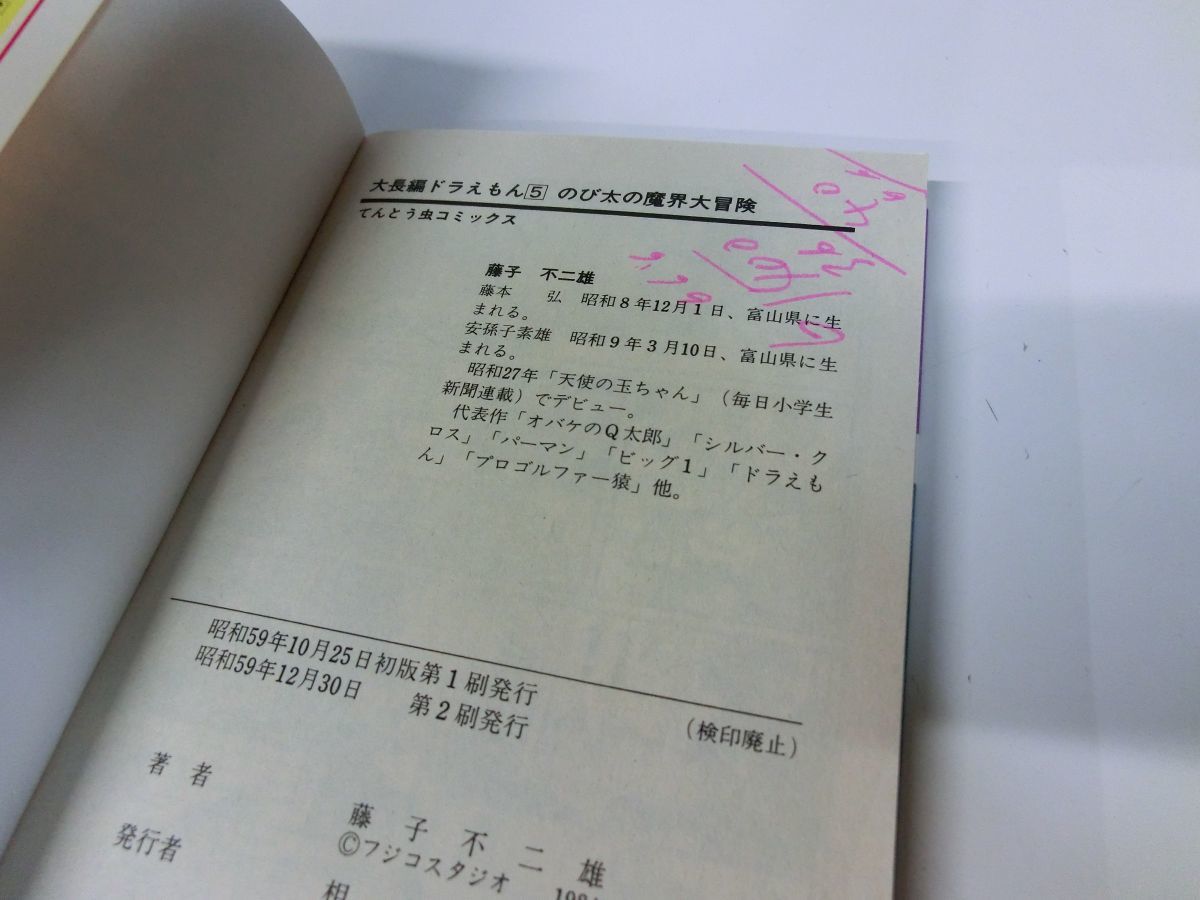 大長編ドラえもん5 のび太の魔界大冒険
てんとう虫コミックス
藤子 不二雄
藤本 弘 昭和8年12月1日、富山県に生
まれる。
安孫子素雄 昭和9年3月10日、富山県に生
まれる。
昭和27年「天使の玉ちゃん」(毎日小学生
新聞連載)でデビュー。
代表作「オバケのQ太郎」「シルバー・ク
ロス」「パーマン」「ビッグ1」「ドラえも
ん」「プロゴルファー猿」他。
昭和59年10月25日初版第1刷発行
昭和59年12月30日 第2刷発行
(検印廃止)
著者
藤子不二雄
©フジコスタジオ
発行者
相